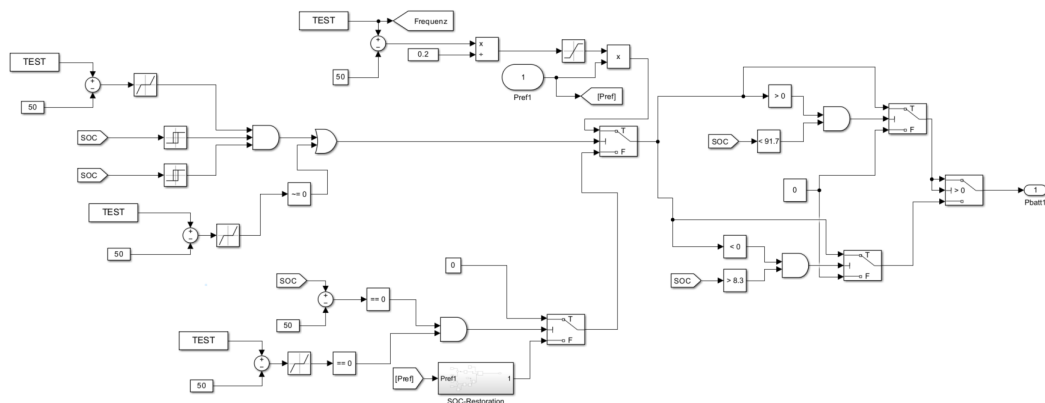 TEST
Frequenz
x
÷
x
0.2
50
1
Pref1
[Pref]
TEST
50
SOC
SOC
TEST
50
~= 0
T
F
> 0
SOC
< 91.7
T
F
0
> 0
1
Pbatt1
< 0
SOC
> 8.3
T
F
0
SOC
50
== 0
T
F
TEST
50
== 0
[Pref]
Pref1
1
SOC-Restoration